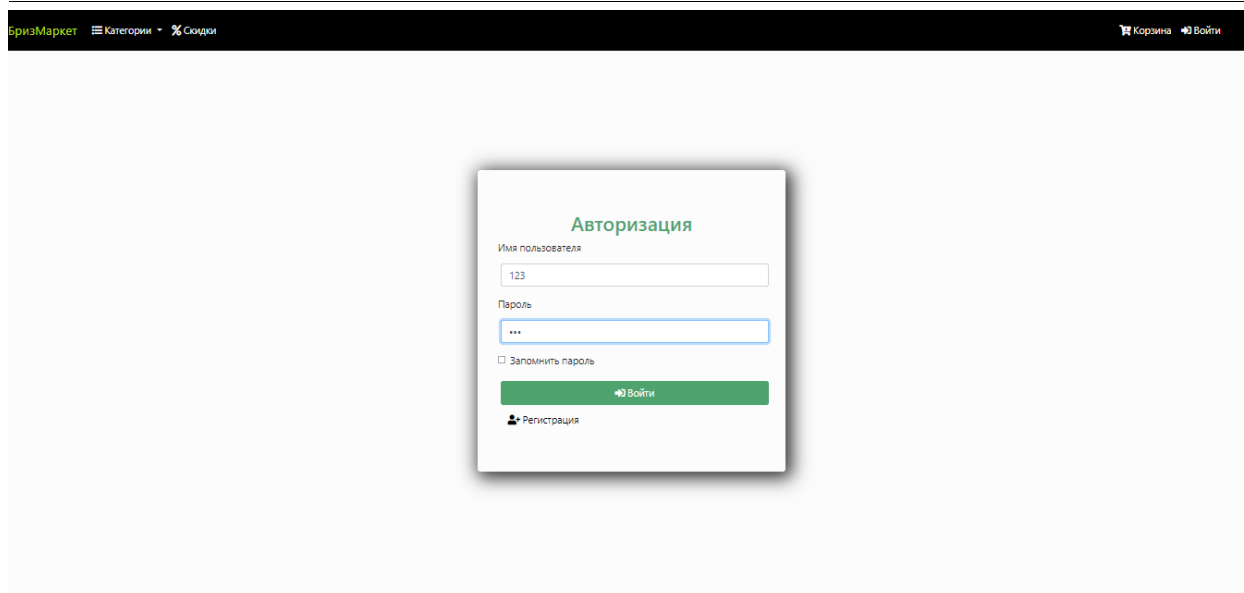 БризМаркет Категории Скидки Корзина Войти
Авторизация
Имя пользователя
123
Пароль
•••
Запомнить пароль
Войти
Регистрация